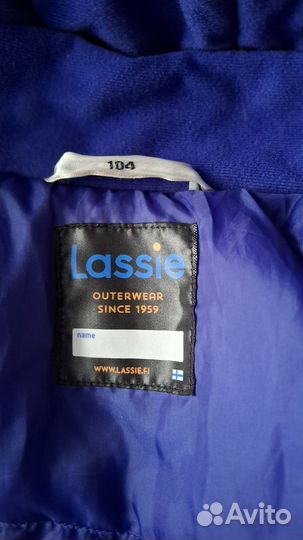 104
Lassie
OUTERWEAR
SINCE 1959
name
WWW.LASSIE.FI
Avito